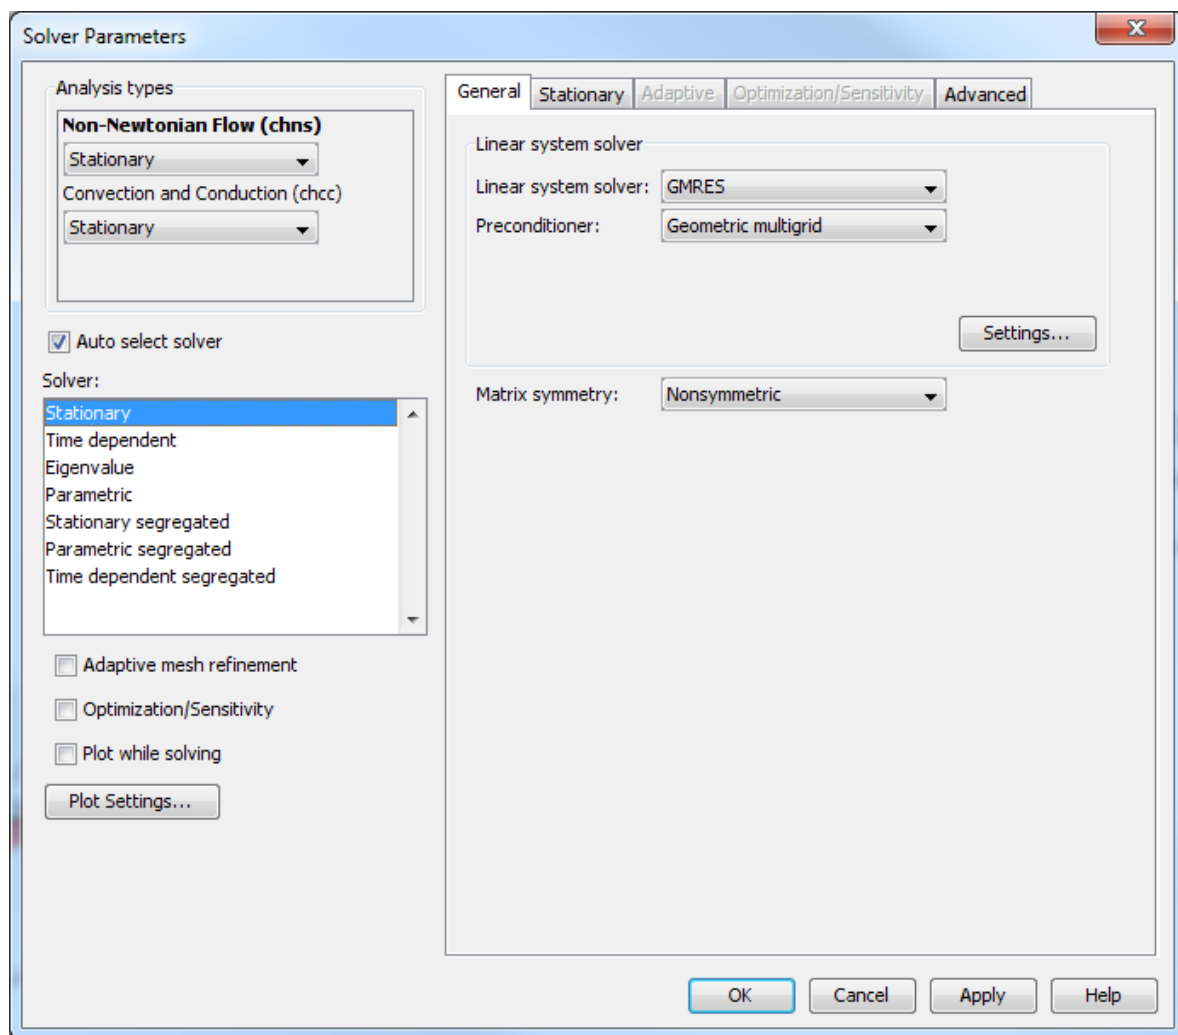 Solver Parameters
Analysis types
Non-Newtonian Flow (chns)
Stationary
Convection and Conduction (chcc)
Stationary
Auto select solver
Solver:
Stationary
Time dependent
Eigenvalue
Parametric
Stationary segregated
Parametric segregated
Time dependent segregated
Adaptive mesh refinement
Optimization/Sensitivity
Plot while solving
Plot Settings...
General Stationary Adaptive Optimization/Sensitivity Advanced
Linear system solver
Linear system solver: GMRES
Preconditioner: Geometric multigrid
Settings...
Matrix symmetry: Nonsymmetric
OK Cancel Apply Help